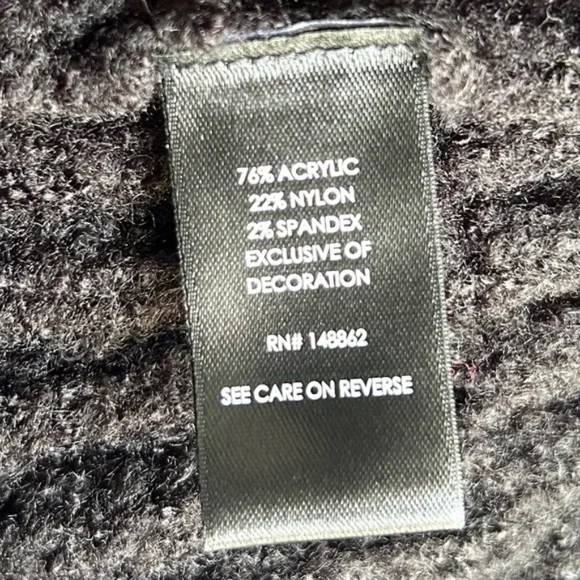 76% ACRYLIC
22% NYLON
2% SPANDEX
EXCLUSIVE OF
DECORATION
RN# 148862
SEE CARE ON REVERSE